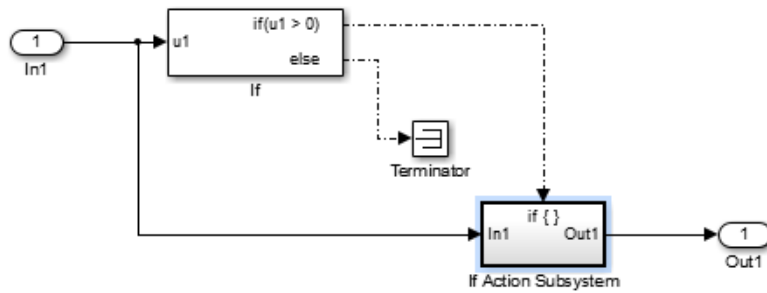 1
In1
u1
if(u1 > 0)
else
If
Terminator
if { }
In1
Out1
If Action Subsystem
1
Out1